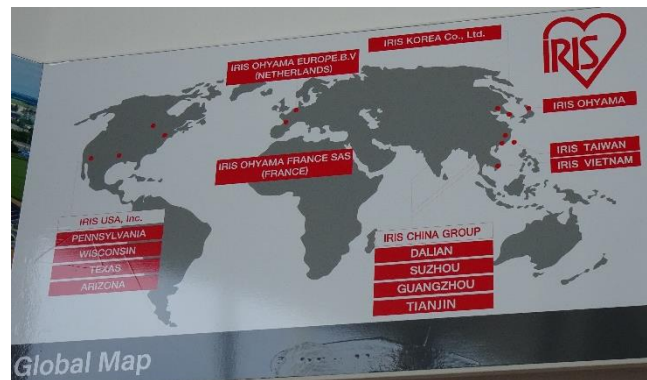 IRIS KOREA Co., Ltd.
IRIS
IRIS OHYAMA EUROPE.B.V
(NETHERLANDS)
IRIS OHYAMA
IRIS OHYAMA FRANCE SAS
(FRANCE)
IRIS TAIWAN
IRIS VIETNAM
IRIS USA, Inc.
PENNSYLVANIA
WISCONSIN
TEXAS
ARIZONA
IRIS CHINA GROUP
DALIAN
SUZHOU
GUANGZHOU
TIANJIN
Global Map